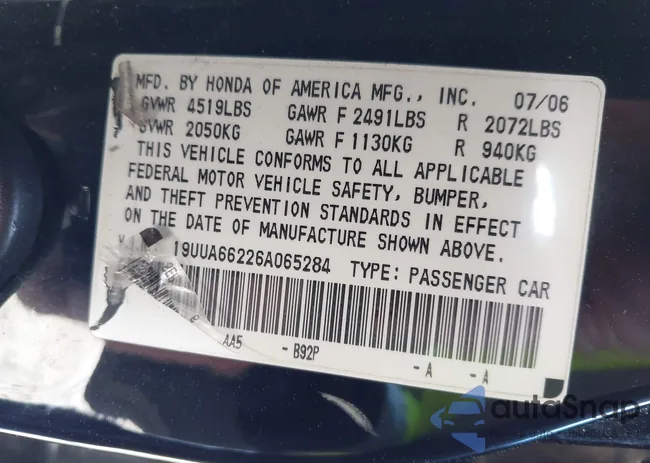 MFD. BY HONDA OF AMERICA MFG., INC. 07/06
GVWR 4519LBS GAWR F 2491LBS R 2072LBS
GVWR 2050KG GAWR F 1130KG R 940KG
THIS VEHICLE CONFORMS TO ALL APPLICABLE
FEDERAL MOTOR VEHICLE SAFETY, BUMPER,
AND THEFT PREVENTION STANDARDS IN EFFECT
ON THE DATE OF MANUFACTURE SHOWN ABOVE.
19UUA66226A065284 TYPE: PASSENGER CAR
AA5 - B92P - A - A
autoSnap